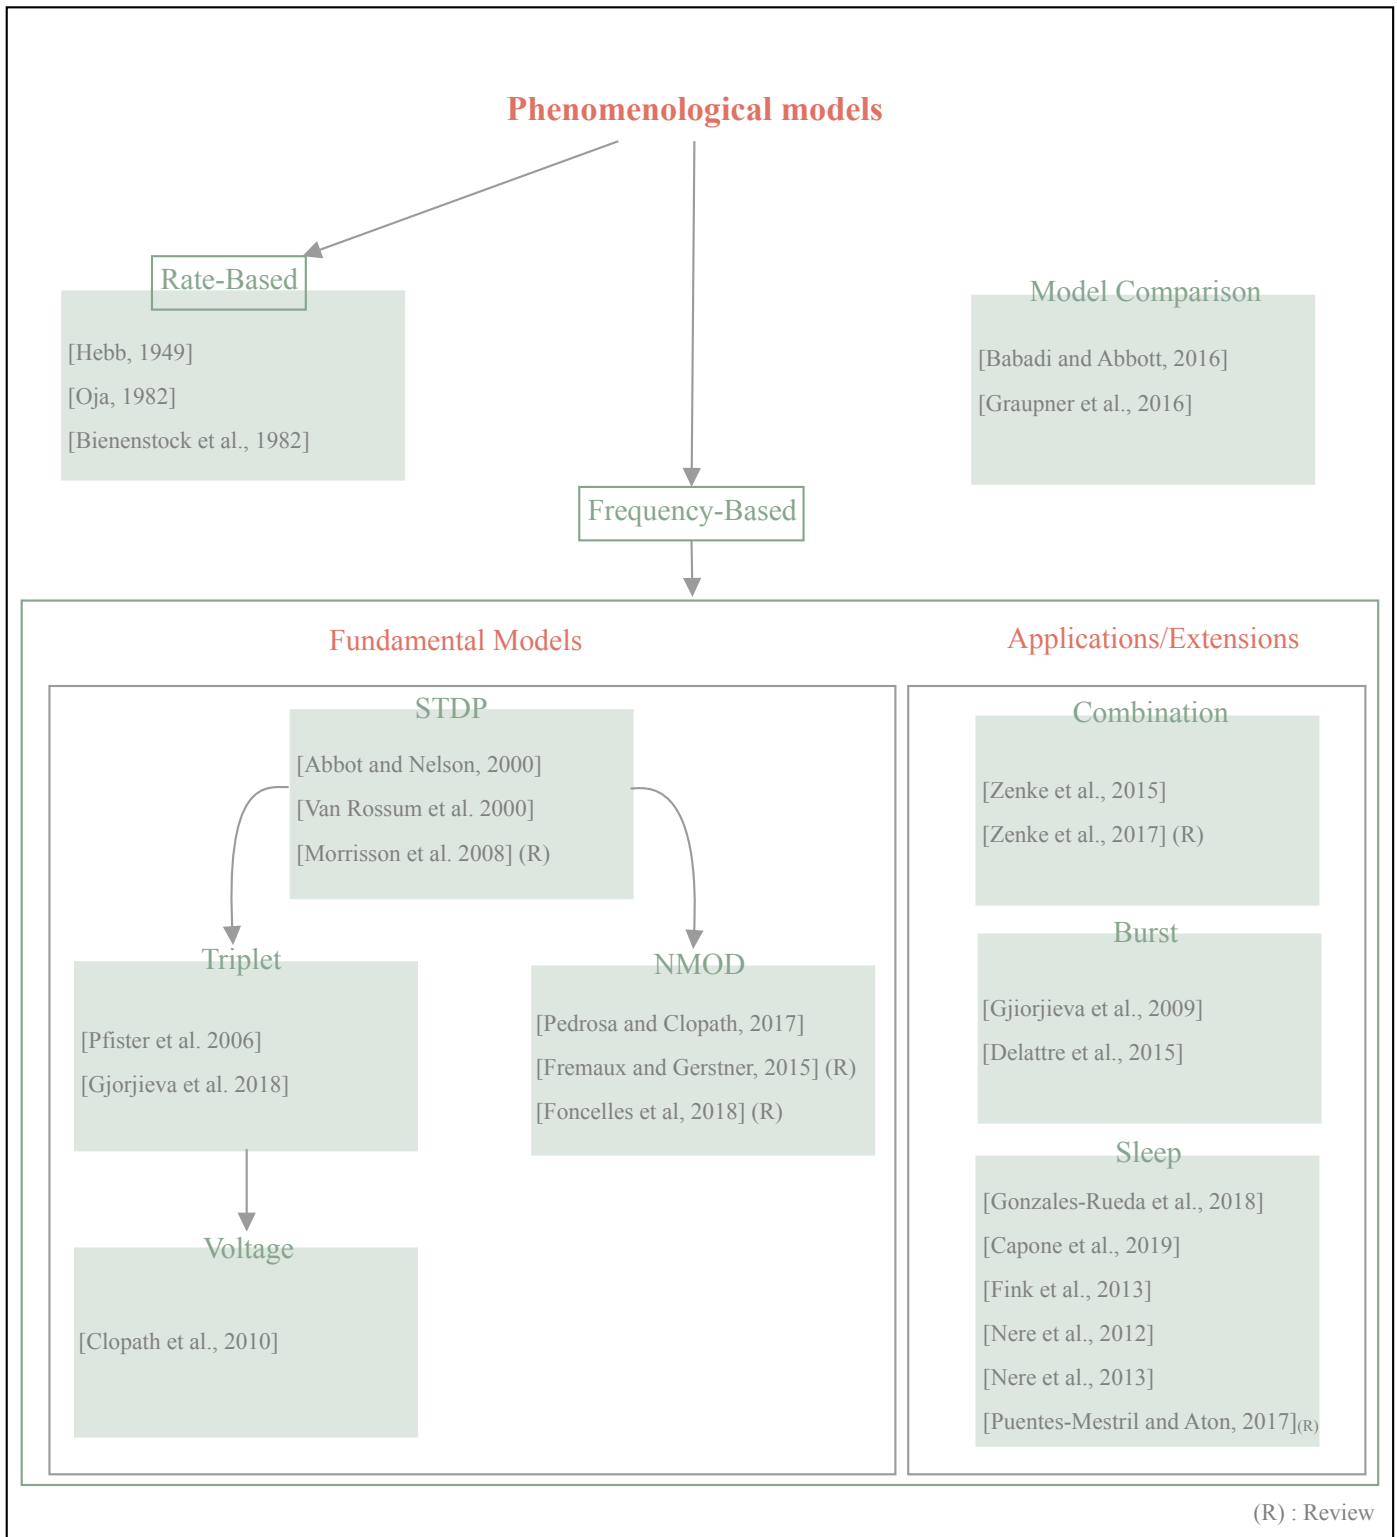 Phenomenological models
Rate-Based
[Hebb, 1949]
[Oja, 1982]
[Bienenstock et al., 1982]
Model Comparison
[Babadi and Abbott, 2016]
[Graupner et al., 2016]
Frequency-Based
Fundamental Models
STDP
[Abbot and Nelson, 2000]
[Van Rossum et al. 2000]
[Morrisson et al. 2008] (R)
Triplet
[Pfister et al. 2006]
[Gjorjieva et al. 2018]
NMOD
[Pedrosa and Clopath, 2017]
[Fremaux and Gerstner, 2015] (R)
[Foncelles et al, 2018] (R)
Voltage
[Clopath et al., 2010]
Applications/Extensions
Combination
[Zenke et al., 2015]
[Zenke et al., 2017] (R)
Burst
[Gjiorjieva et al., 2009]
[Delattre et al., 2015]
Sleep
[Gonzales-Rueda et al., 2018]
[Capone et al., 2019]
[Fink et al., 2013]
[Nere et al., 2012]
[Nere et al., 2013]
[Puentes-Mestril and Aton, 2017](R)
(R) : Review